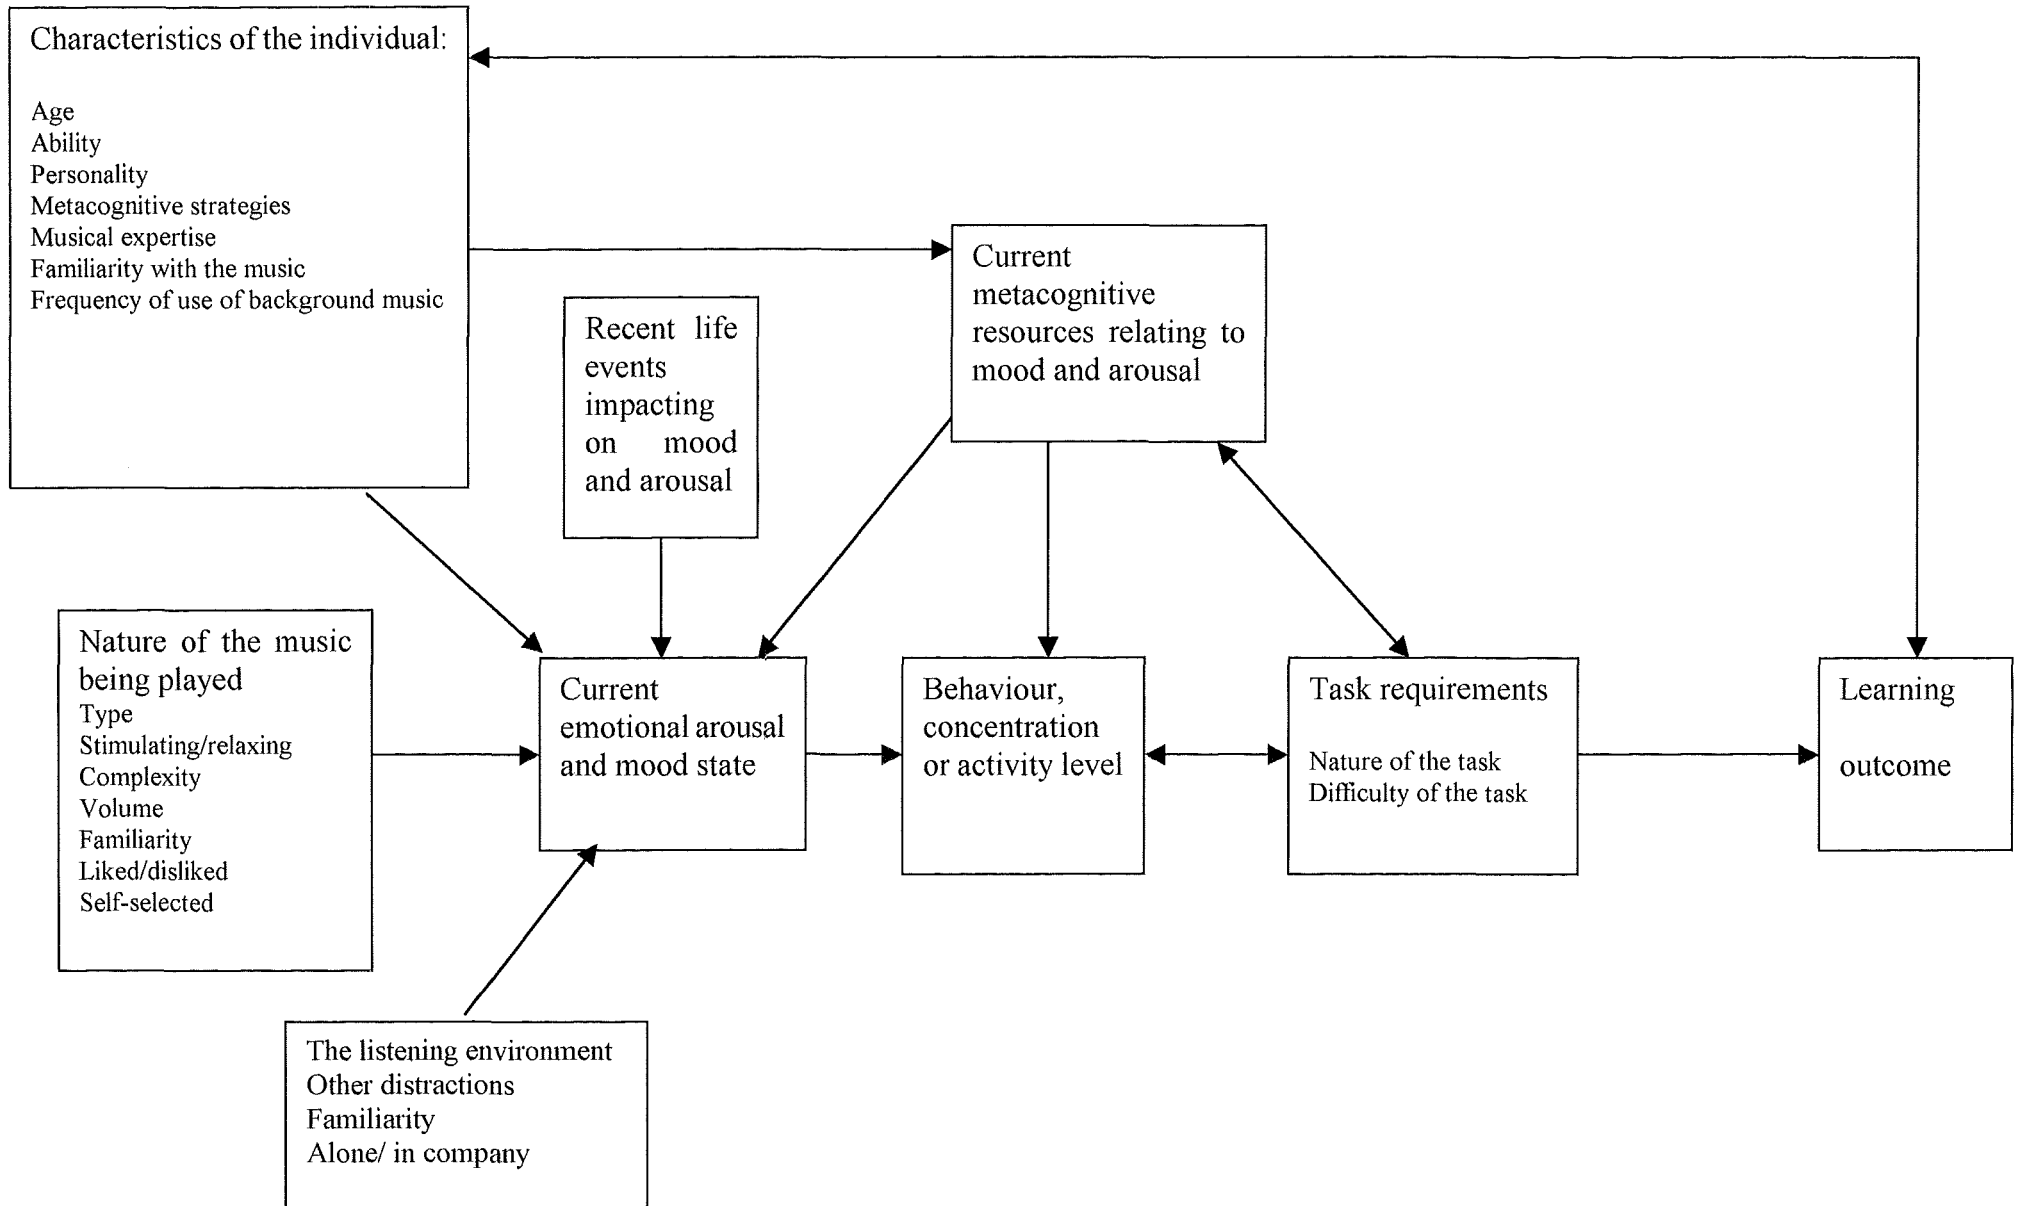 Characteristics of the individual:
Age
Ability
Personality
Metacognitive strategies
Musical expertise
Familiarity with the music
Frequency of use of background music
Recent life
events
impacting
on mood
and arousal
Current
metacognitive
resources relating to
mood and arousal
Nature of the music
being played
Type
Stimulating/relaxing
Complexity
Volume
Familiarity
Liked/disliked
Self-selected
Current
emotional arousal
and mood state
Behaviour,
concentration
or activity level
Task requirements
Nature of the task
Difficulty of the task
Learning
outcome
The listening environment
Other distractions
Familiarity
Alone/ in company